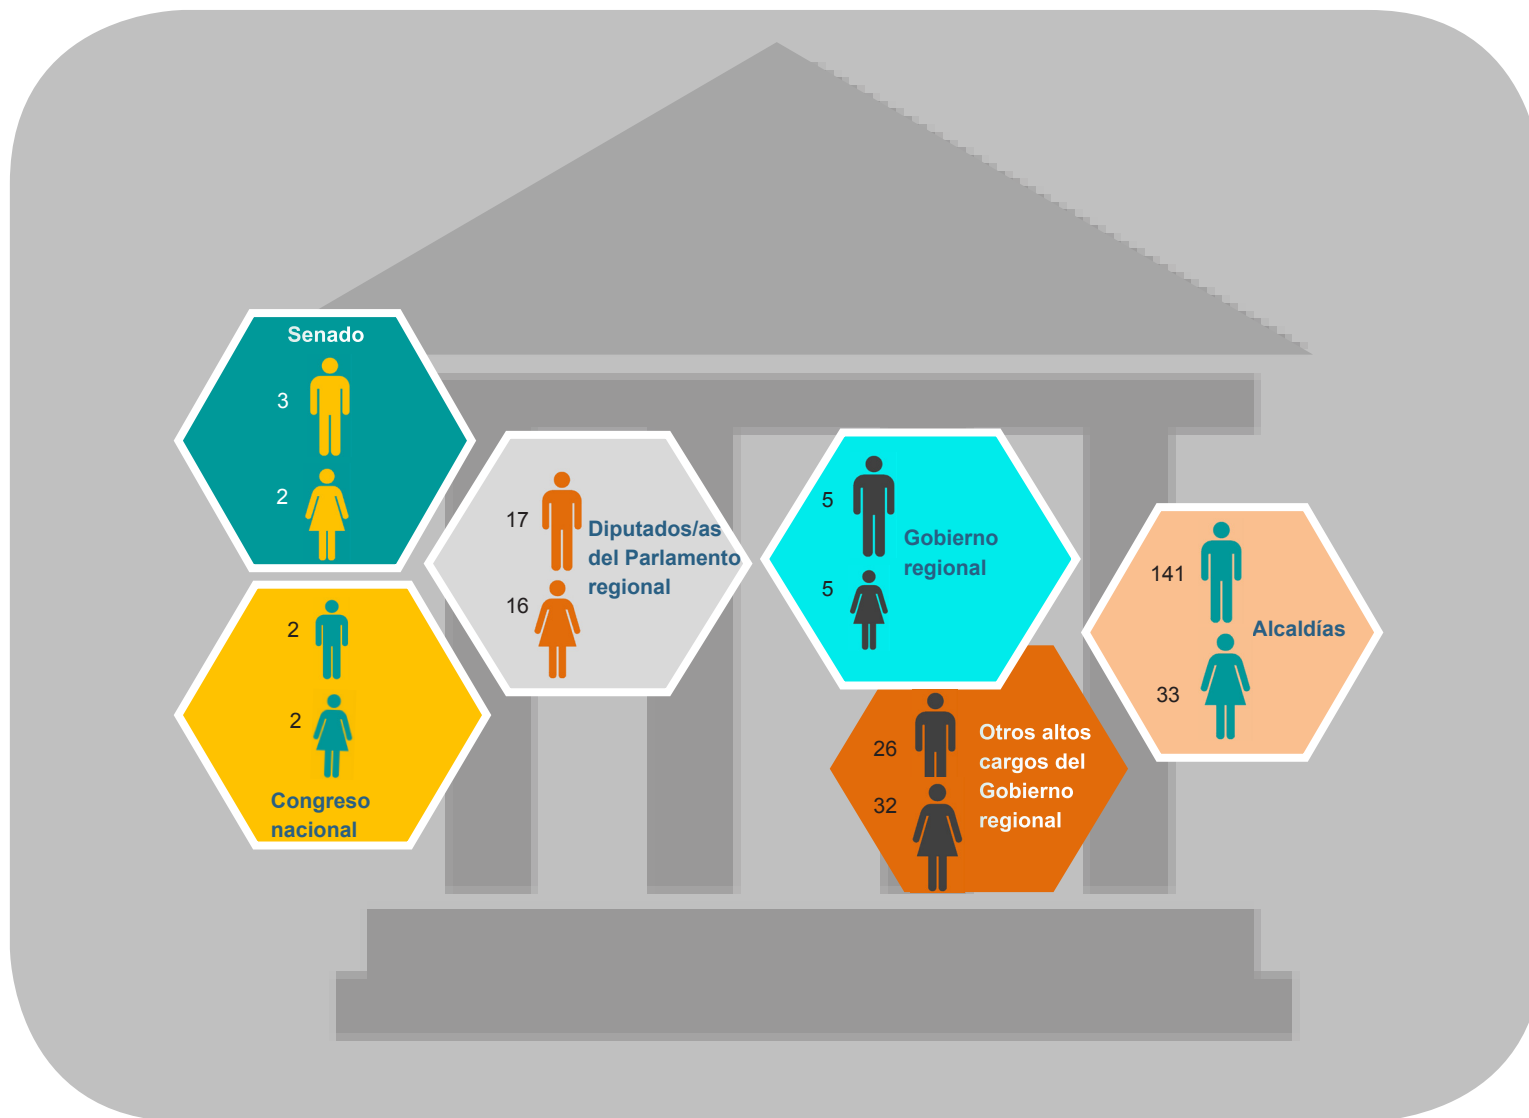 Senado
3
2
2
2
Congreso
nacional
17
Diputados/as
del Parlamento
regional
16
5
Gobierno
regional
5
26
Otros altos
cargos del
Gobierno
regional
32
141
Alcaldías
33